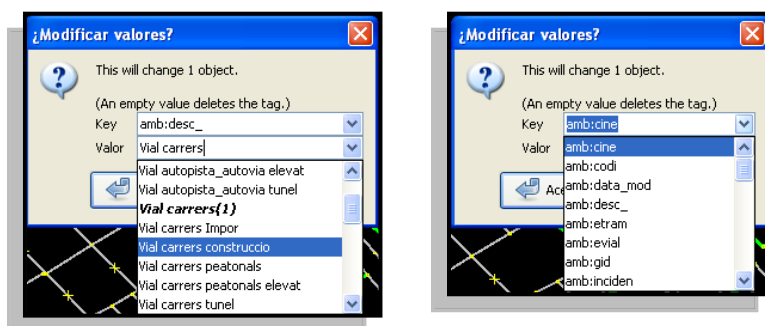 ¿Modificar valores?
This will change 1 object.
(An empty value deletes the tag.)
Key amb:desc_
Valor Vial carrers
Vial autopista_autovia elevat
Vial autopista_autovia tunel
Vial carrers(1)
Vial carrers Impor
Vial carrers construccio
Vial carrers peatonals
Vial carrers peatonals elevat
Vial carrers tunel
¿Modificar valores?
This will change 1 object.
(An empty value deletes the tag.)
Key amb:cine
Valor amb:cine
amb:codi
Ace amb:data_mod
amb:desc_
amb:etram
amb:evial
amb:gid
amb:inciden